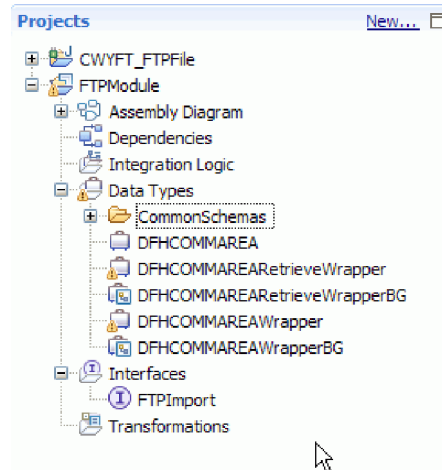 Projects New...
CWYFT_FTPFile
FTPModule
Assembly Diagram
Dependencies
Integration Logic
Data Types
CommonSchemas
DFHCOMMAREA
DFHCOMMAREARetrieveWrapper
DFHCOMMAREARetrieveWrapperBG
DFHCOMMAREAWrapper
DFHCOMMAREAWrapperBG
Interfaces
FTPImport
Transformations